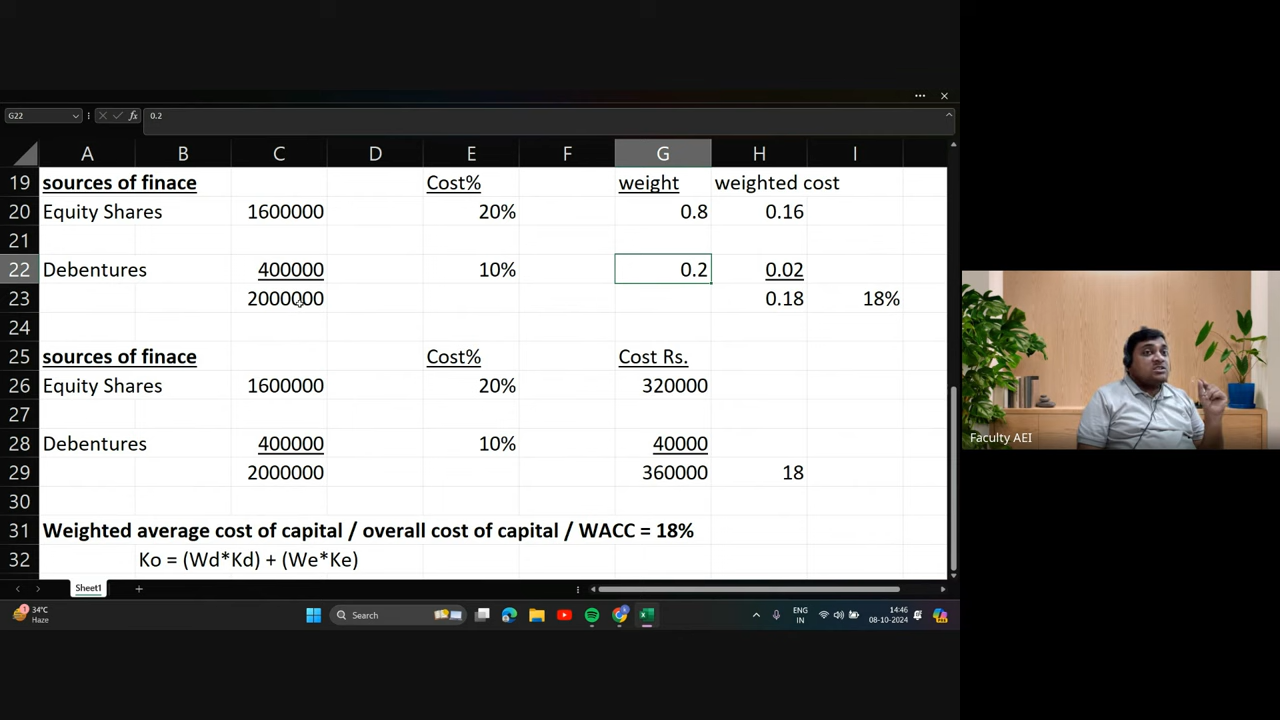 G22 fx 0.2
A B C D E F G H I
19 sources of finace Cost% weight weighted cost
20 Equity Shares 1600000 20% 0.8 0.16
21
22 Debentures 400000 10% 0.2 0.02
23 2000000 0.18 18%
24
25 sources of finace Cost% Cost Rs.
26 Equity Shares 1600000 20% 320000
27
28 Debentures 400000 10% 40000
29 2000000 360000 18
30
31 Weighted average cost of capital / overall cost of capital / WACC = 18%
32 Ko = (Wd*Kd) + (We*Ke)
Sheet1
Faculty AEI
1 34°C
Haze
Search
ENG
IN
14:46
08-10-2024